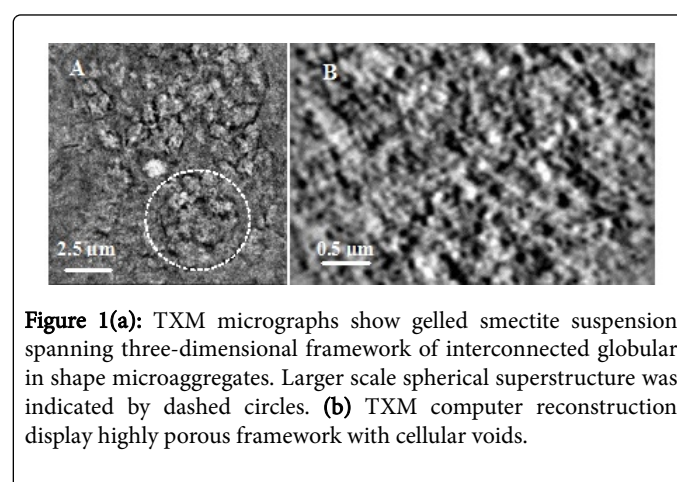 A
B
2.5 µm
0.5 µm
Figure 1(a): TXM micrographs show gelled smectite suspension
spanning three-dimensional framework of interconnected globular
in shape microaggregates. Larger scale spherical superstructure was
indicated by dashed circles. (b) TXM computer reconstruction
display highly porous framework with cellular voids.